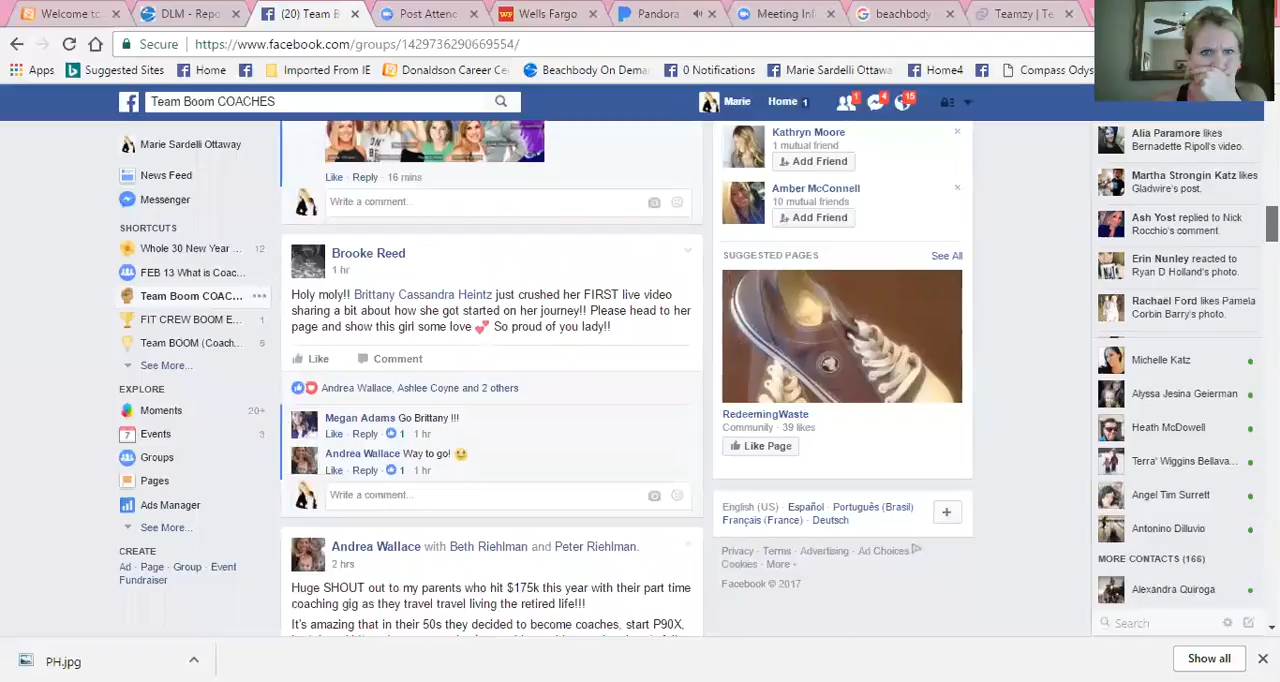 Welcome to
DLM - Repo
(20) Team B
Post Attenc
Wells Fargo
Pandora
Meeting In
beachbody
Teamzy | Te
Secure
https://www.facebook.com/groups/1429736290669554/
Apps
Suggested Sites
Home
Imported From IE
Donaldson Career Ce
Beachbody On Dema
0 Notifications
Marie Sardelli Ottawa
Home4
Compass Odys
Team Boom COACHES
Marie
Home 1
1
4
15
Marie Sardelli Ottaway
News Feed
Messenger
SHORTCUTS
Whole 30 New Year ... 12
FEB 13 What is Coac...
Team Boom COAC...
FIT CREW BOOM E... 1
Team BOOM (Coach... 5
See More...
EXPLORE
Moments 20+
7 Events 3
Groups
Pages
Ads Manager
See More...
CREATE
Ad · Page · Group · Event
Fundraiser
Like · Reply · 16 mins
Write a comment...
Brooke Reed
1 hr
Holy moly!! Brittany Cassandra Heintz just crushed her FIRST live video
sharing a bit about how she got started on her journey!! Please head to her
page and show this girl some love 💕 So proud of you lady!!
Like
Comment
Andrea Wallace, Ashlee Coyne and 2 others
Megan Adams Go Brittany !!!
Like · Reply · 1 · 1 hr
Andrea Wallace Way to go! 😃
Like · Reply · 1 · 1 hr
Write a comment...
Andrea Wallace with Beth Riehlman and Peter Riehlman.
2 hrs
Huge SHOUT out to my parents who hit $175k this year with their part time
coaching gig as they travel travel living the retired life!!!
It's amazing that in their 50s they decided to become coaches, start P90X,
Kathryn Moore
1 mutual friend
Add Friend
Amber McConnell
10 mutual friends
Add Friend
SUGGESTED PAGES
See All
RedeemingWaste
Community · 39 likes
Like Page
English (US) · Español · Português (Brasil)
Français (France) · Deutsch
Privacy · Terms · Advertising · Ad Choices
Cookies · More
Facebook © 2017
Alia Paramore likes
Bernadette Ripoll's video.
Martha Strongin Katz likes
Gladwire's post.
Ash Yost replied to Nick
Rocchio's comment.
Erin Nunley reacted to
Ryan D Holland's photo.
Rachael Ford likes Pamela
Corbin Barry's photo.
Michelle Katz
Alyssa Jesina Geierman
Heath McDowell
Terra' Wiggins Bellava...
Angel Tim Surrett
Antonino Dilluvio
MORE CONTACTS (166)
Alexandra Quiroga
Search
PH.jpg
Show all